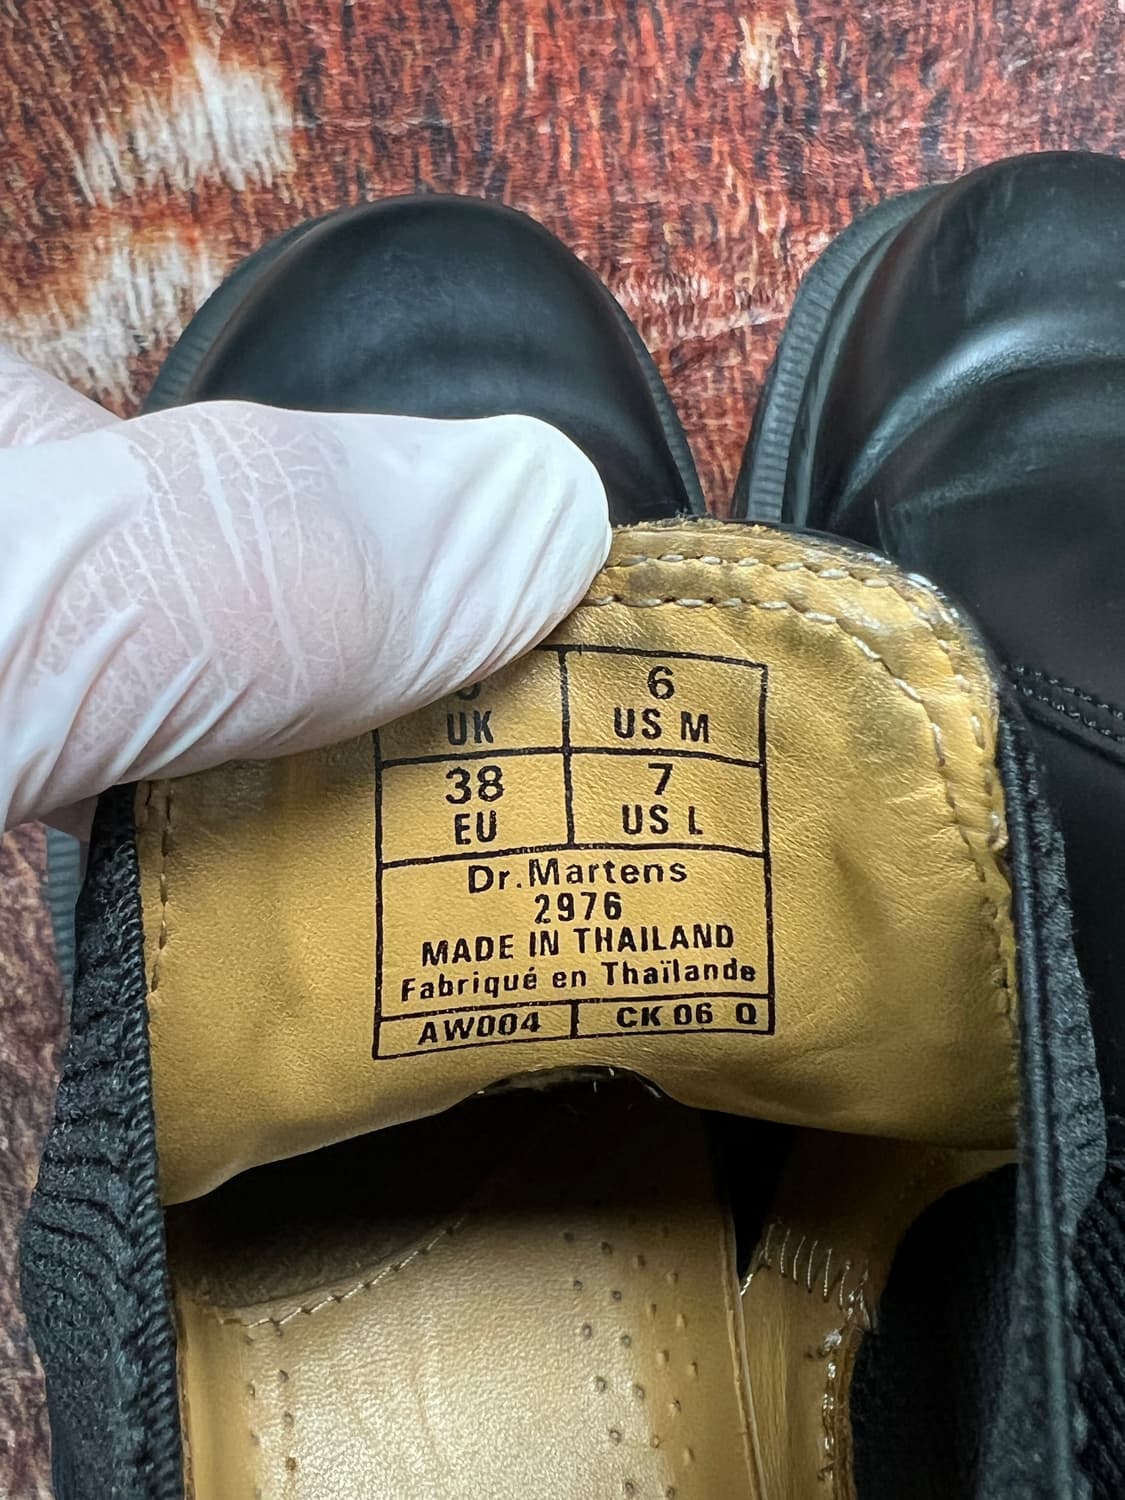 6
UK US M
38 7
EU US L
Dr.Martens
2976
MADE IN THAILAND
Fabriqué en Thaïlande
AW004 CK 06 Q